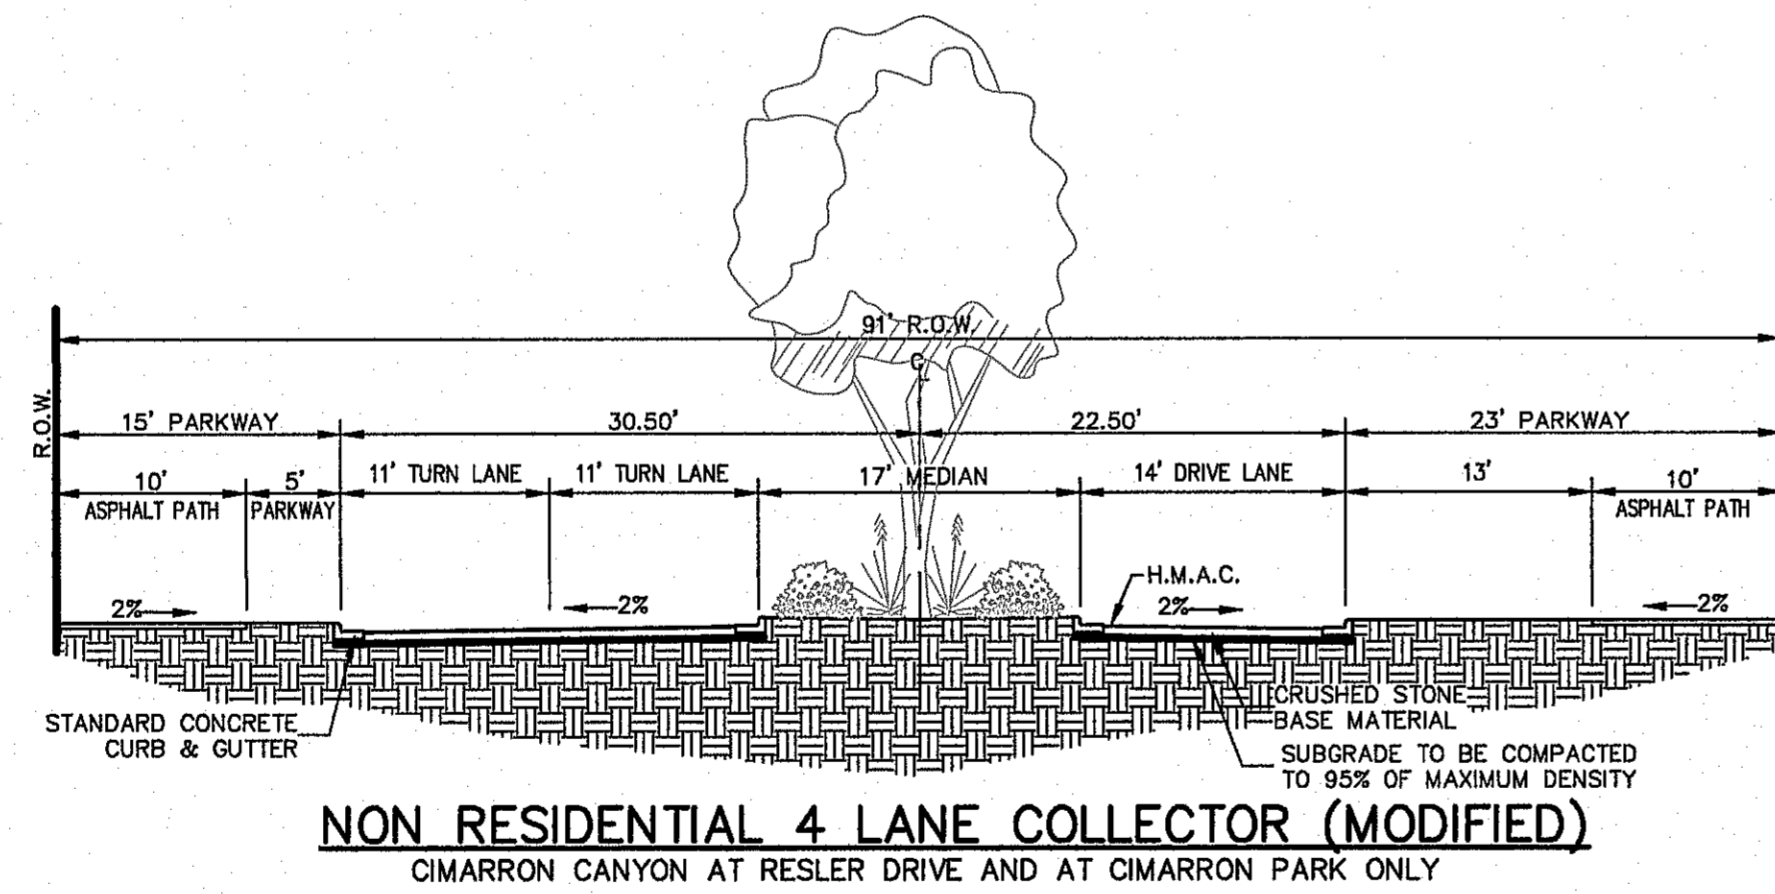 91' R.O.W.
℄
R.O.W.
15' PARKWAY
30.50'
22.50'
23' PARKWAY
10'
ASPHALT PATH
5'
PARKWAY
11' TURN LANE
11' TURN LANE
17' MEDIAN
14' DRIVE LANE
13'
10'
ASPHALT PATH
2%
2%
H.M.A.C.
2%
2%
STANDARD CONCRETE
CURB & GUTTER
CRUSHED STONE
BASE MATERIAL
SUBGRADE TO BE COMPACTED
TO 95% OF MAXIMUM DENSITY
NON RESIDENTIAL 4 LANE COLLECTOR (MODIFIED)
CIMARRON CANYON AT RESLER DRIVE AND AT CIMARRON PARK ONLY